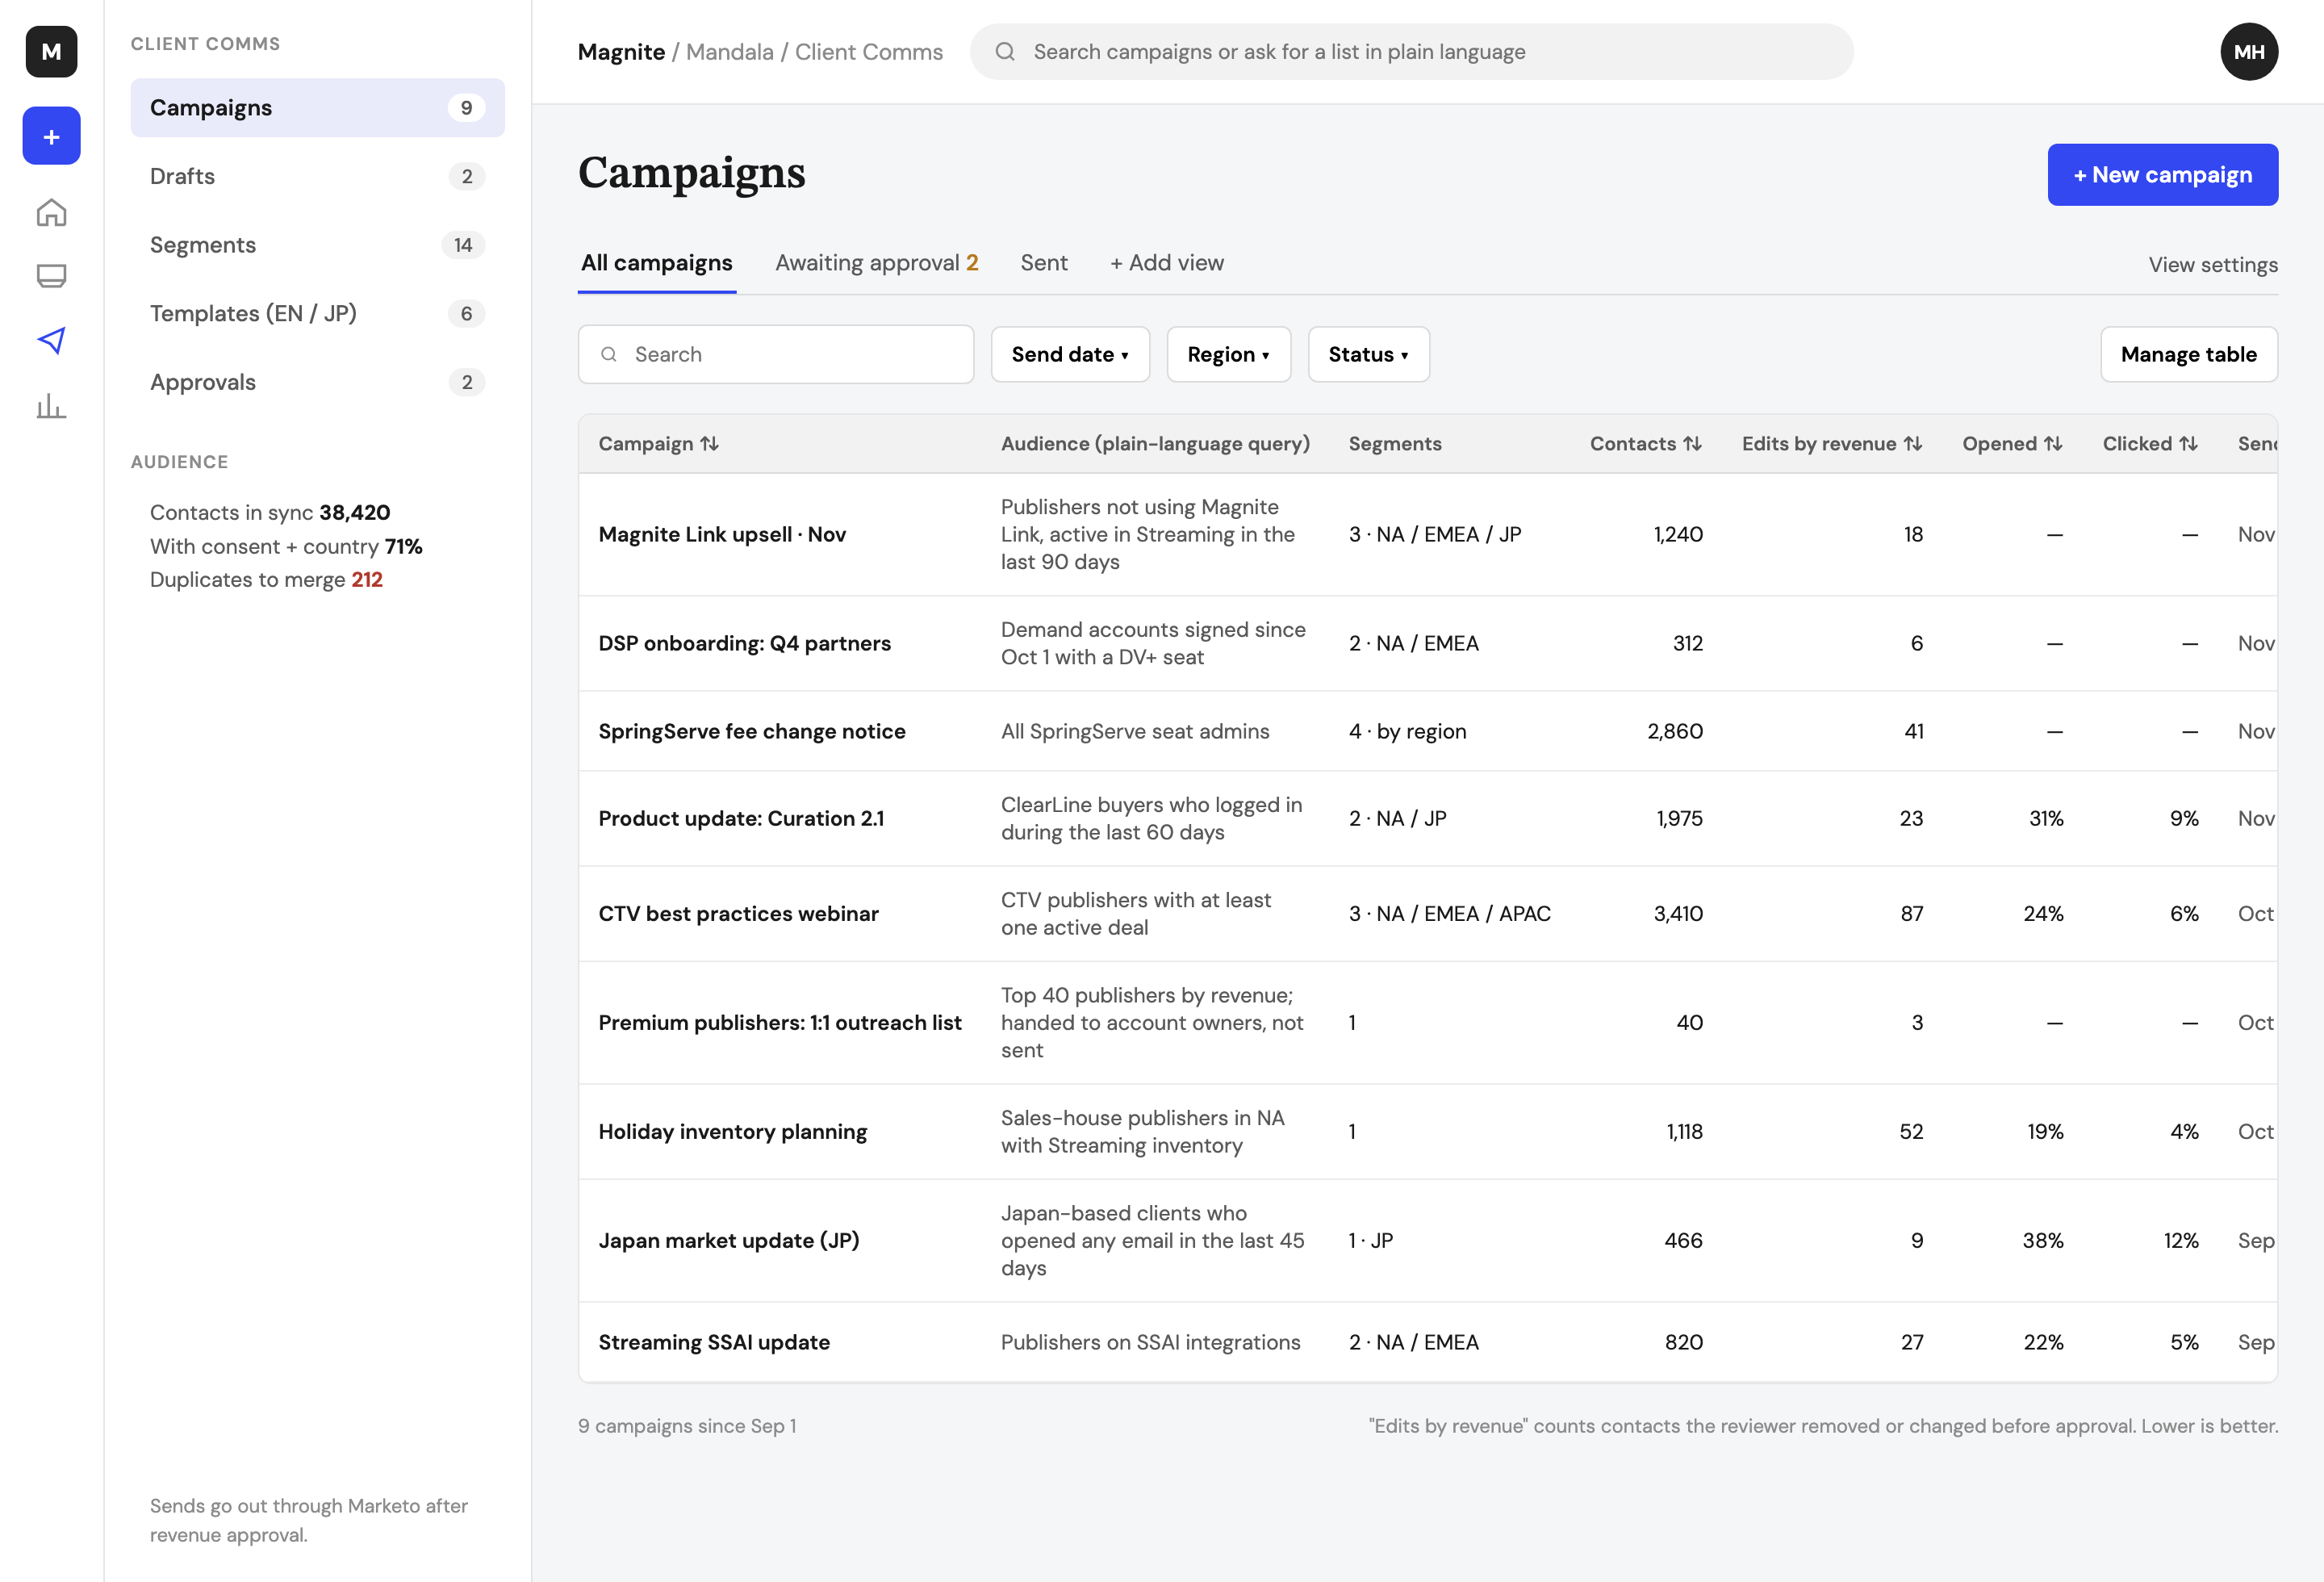 M
+
CLIENT COMMS
Campaigns 9
Drafts 2
Segments 14
Templates (EN / JP) 6
Approvals 2
AUDIENCE
Contacts in sync 38,420
With consent + country 71%
Duplicates to merge 212
Sends go out through Marketo after
revenue approval.
Magnite / Mandala / Client Comms
Search campaigns or ask for a list in plain language
MH
Campaigns
+ New campaign
All campaigns Awaiting approval 2 Sent + Add view View settings
Search Send date ▾ Region ▾ Status ▾ Manage table
Campaign ⇅ Audience (plain-language query) Segments Contacts ⇅ Edits by revenue ⇅ Opened ⇅ Clicked ⇅
Magnite Link upsell · Nov
Publishers not using Magnite
Link, active in Streaming in the
last 90 days
3 · NA / EMEA / JP 1,240 18 — — Nov
DSP onboarding: Q4 partners
Demand accounts signed since
Oct 1 with a DV+ seat
2 · NA / EMEA 312 6 — — Nov
SpringServe fee change notice
All SpringServe seat admins
4 · by region 2,860 41 — — Nov
Product update: Curation 2.1
ClearLine buyers who logged in
during the last 60 days
2 · NA / JP 1,975 23 31% 9% Nov
CTV best practices webinar
CTV publishers with at least
one active deal
3 · NA / EMEA / APAC 3,410 87 24% 6% Oct
Premium publishers: 1:1 outreach list
Top 40 publishers by revenue;
handed to account owners, not
sent
1 40 3 — — Oct
Holiday inventory planning
Sales-house publishers in NA
with Streaming inventory
1 1,118 52 19% 4% Oct
Japan market update (JP)
Japan-based clients who
opened any email in the last 45
days
1 · JP 466 9 38% 12% Sep
Streaming SSAI update
Publishers on SSAI integrations
2 · NA / EMEA 820 27 22% 5% Sep
9 campaigns since Sep 1
"Edits by revenue" counts contacts the reviewer removed or changed before approval. Lower is better.